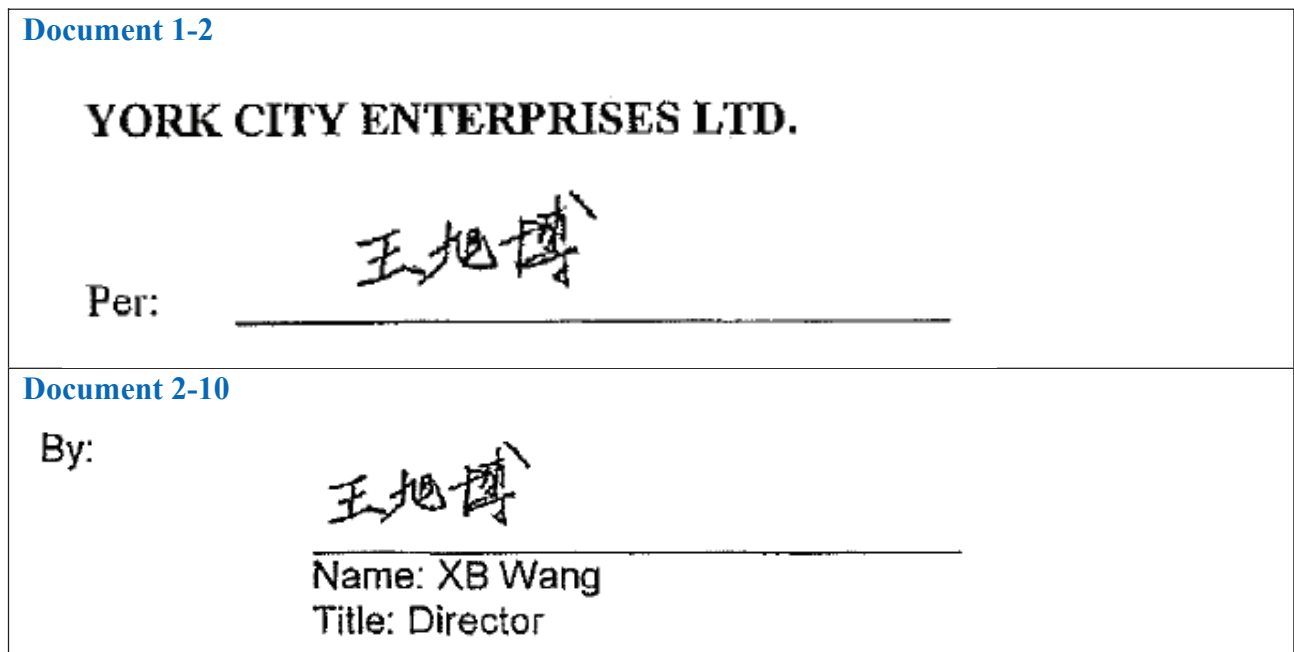 Document 1-2
YORK CITY ENTERPRISES LTD.
王旭博
Per:
Document 2-10
By:
王旭博
Name: XB Wang
Title: Director